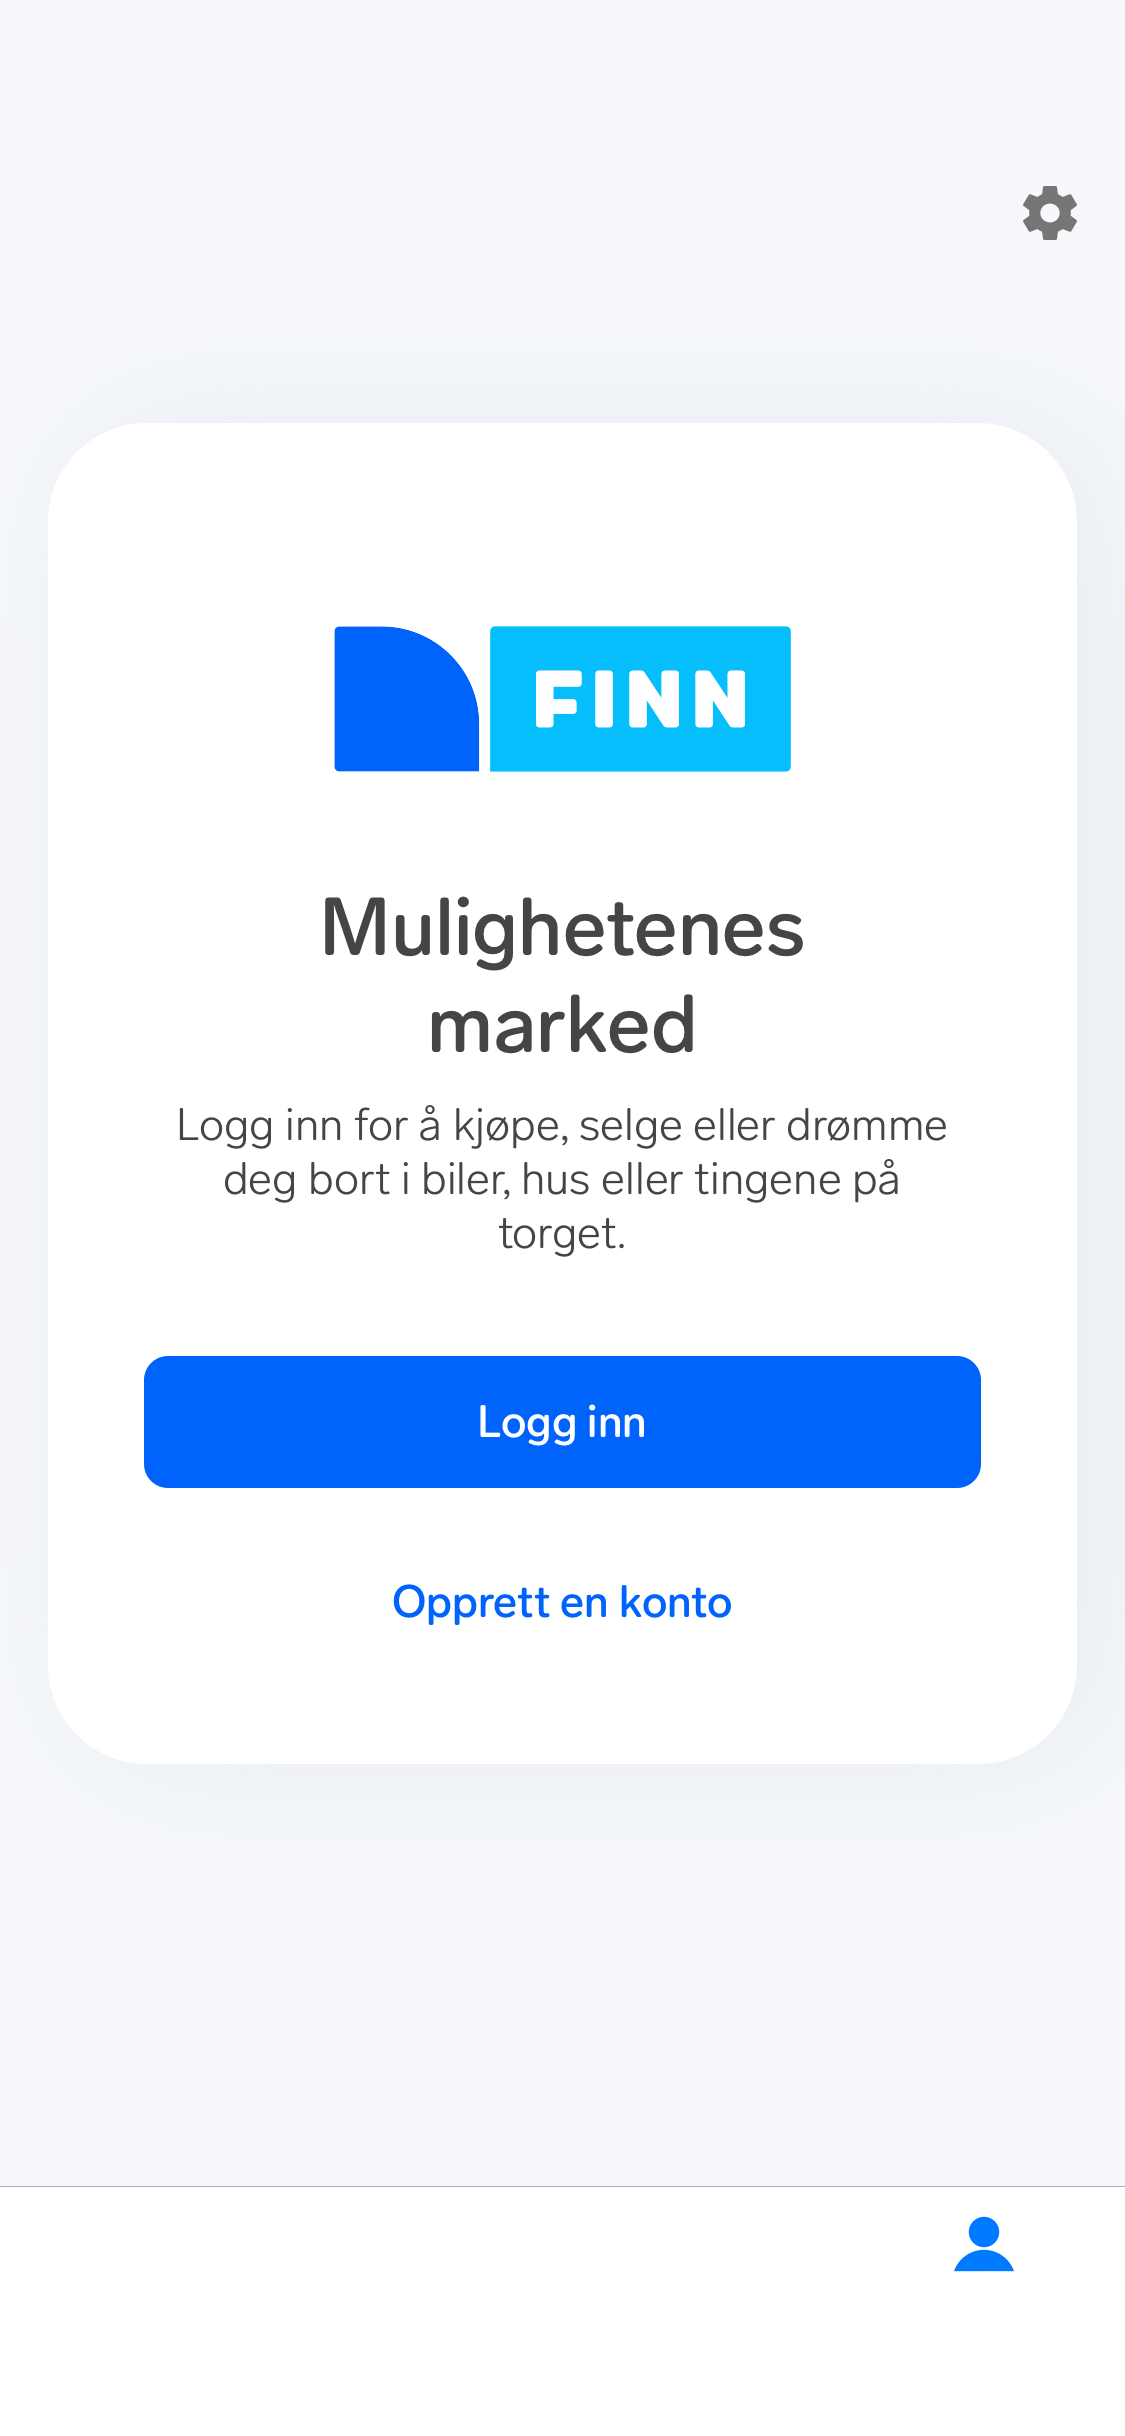 FINN
Mulighetenes
marked
Logg inn for å kjøpe, selge eller drømme
deg bort i biler, hus eller tingene på
torget.
Logg inn
Opprett en konto